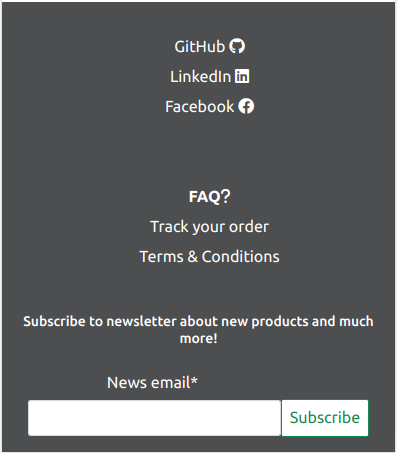 GitHub
LinkedIn
Facebook
FAQ?
Track your order
Terms & Conditions
Subscribe to newsletter about new products and much
more!
News email*
Subscribe